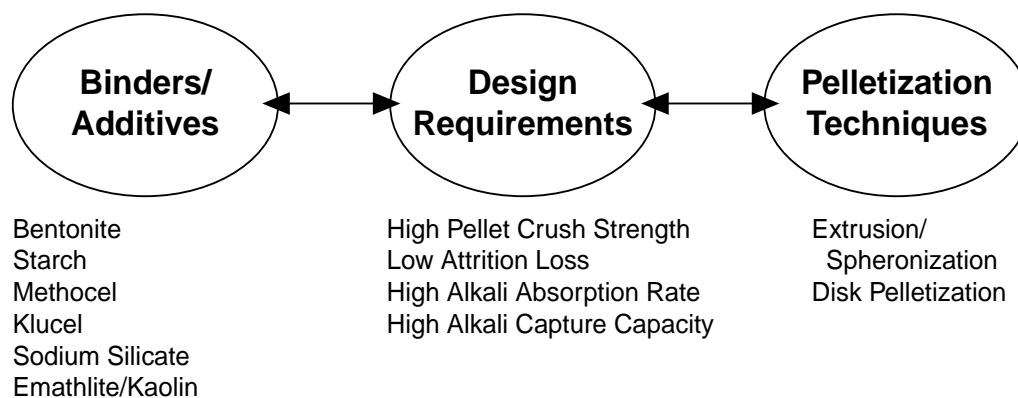 Binders/
Additives
Design
Requirements
Pelletization
Techniques
Bentonite
Starch
Methocel
Klucel
Sodium Silicate
Emathlite/Kaolin
High Pellet Crush Strength
Low Attrition Loss
High Alkali Absorption Rate
High Alkali Capture Capacity
Extrusion/
Spheronization
Disk Pelletization